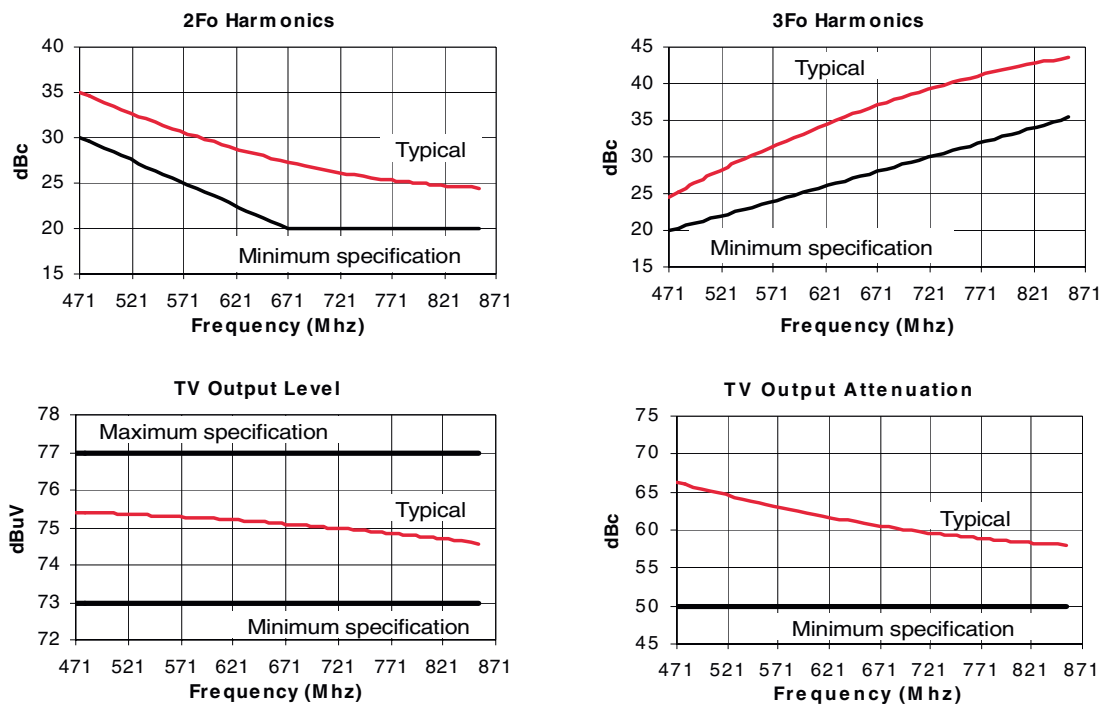 2Fo Harmonics
40
35
30
25
20
15
dBc
Typical
Minimum specification
471 521 571 621 671 721 771 821 871
Frequency (Mhz)
3Fo Harmonics
45
40
35
30
25
20
15
dBc
Typical
Minimum specification
471 521 571 621 671 721 771 821 871
Frequency (Mhz)
TV Output Level
78
77
76
75
74
73
72
dBuV
Maximum specification
Typical
Minimum specification
471 521 571 621 671 721 771 821 871
Frequency (Mhz)
TV Output Attenuation
75
70
65
60
55
50
45
dBc
Typical
Minimum specification
471 521 571 621 671 721 771 821 871
Frequency (Mhz)